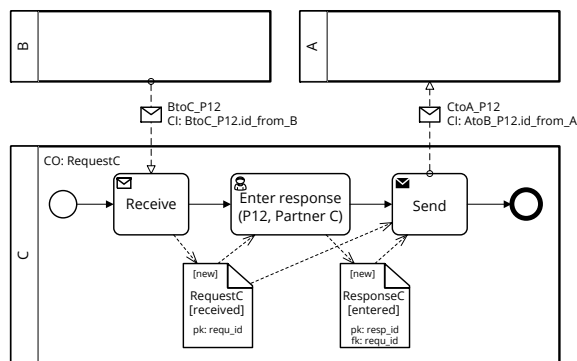 B
A
BtoC_P12
CI: BtoC_P12.id_from_B
CtoA_P12
CI: AtoB_P12.id_from_A
C
CO: RequestC
Receive
Enter response
(P12, Partner C)
Send
[new]
RequestC
[received]
pk: requ_id
[new]
ResponseC
[entered]
pk: resp_id
fk: requ_id